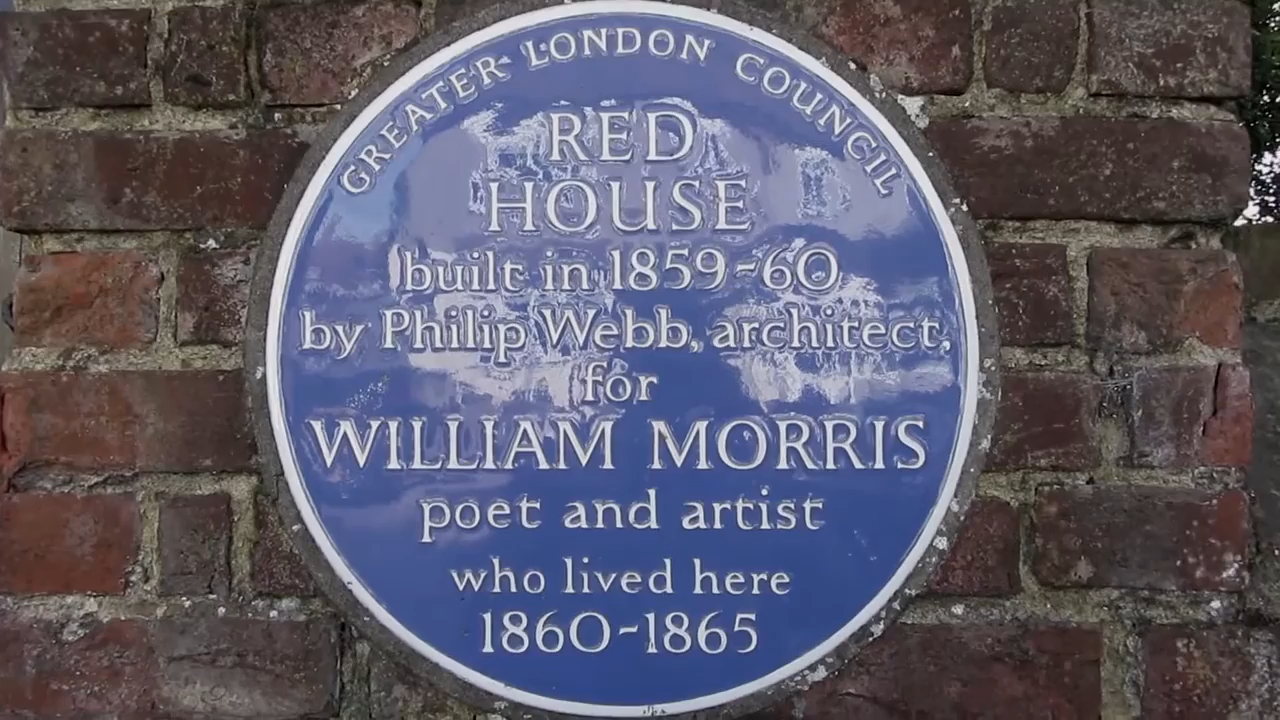 GREATER LONDON COUNCIL
RED
HOUSE
built in 1859-60
by Philip Webb, architect,
for
WILLIAM MORRIS
poet and artist
who lived here
1860-1865